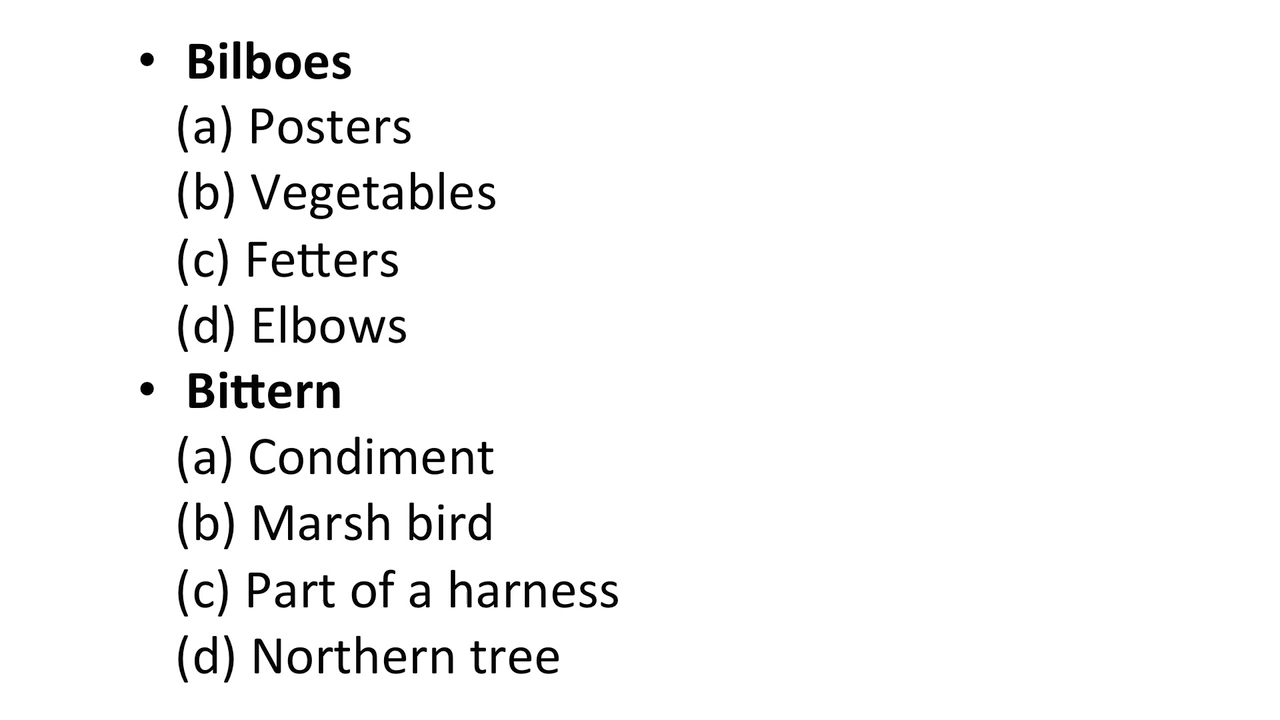 • Bilboes
(a) Posters
(b) Vegetables
(c) Fetters
(d) Elbows
• Bittern
(a) Condiment
(b) Marsh bird
(c) Part of a harness
(d) Northern tree